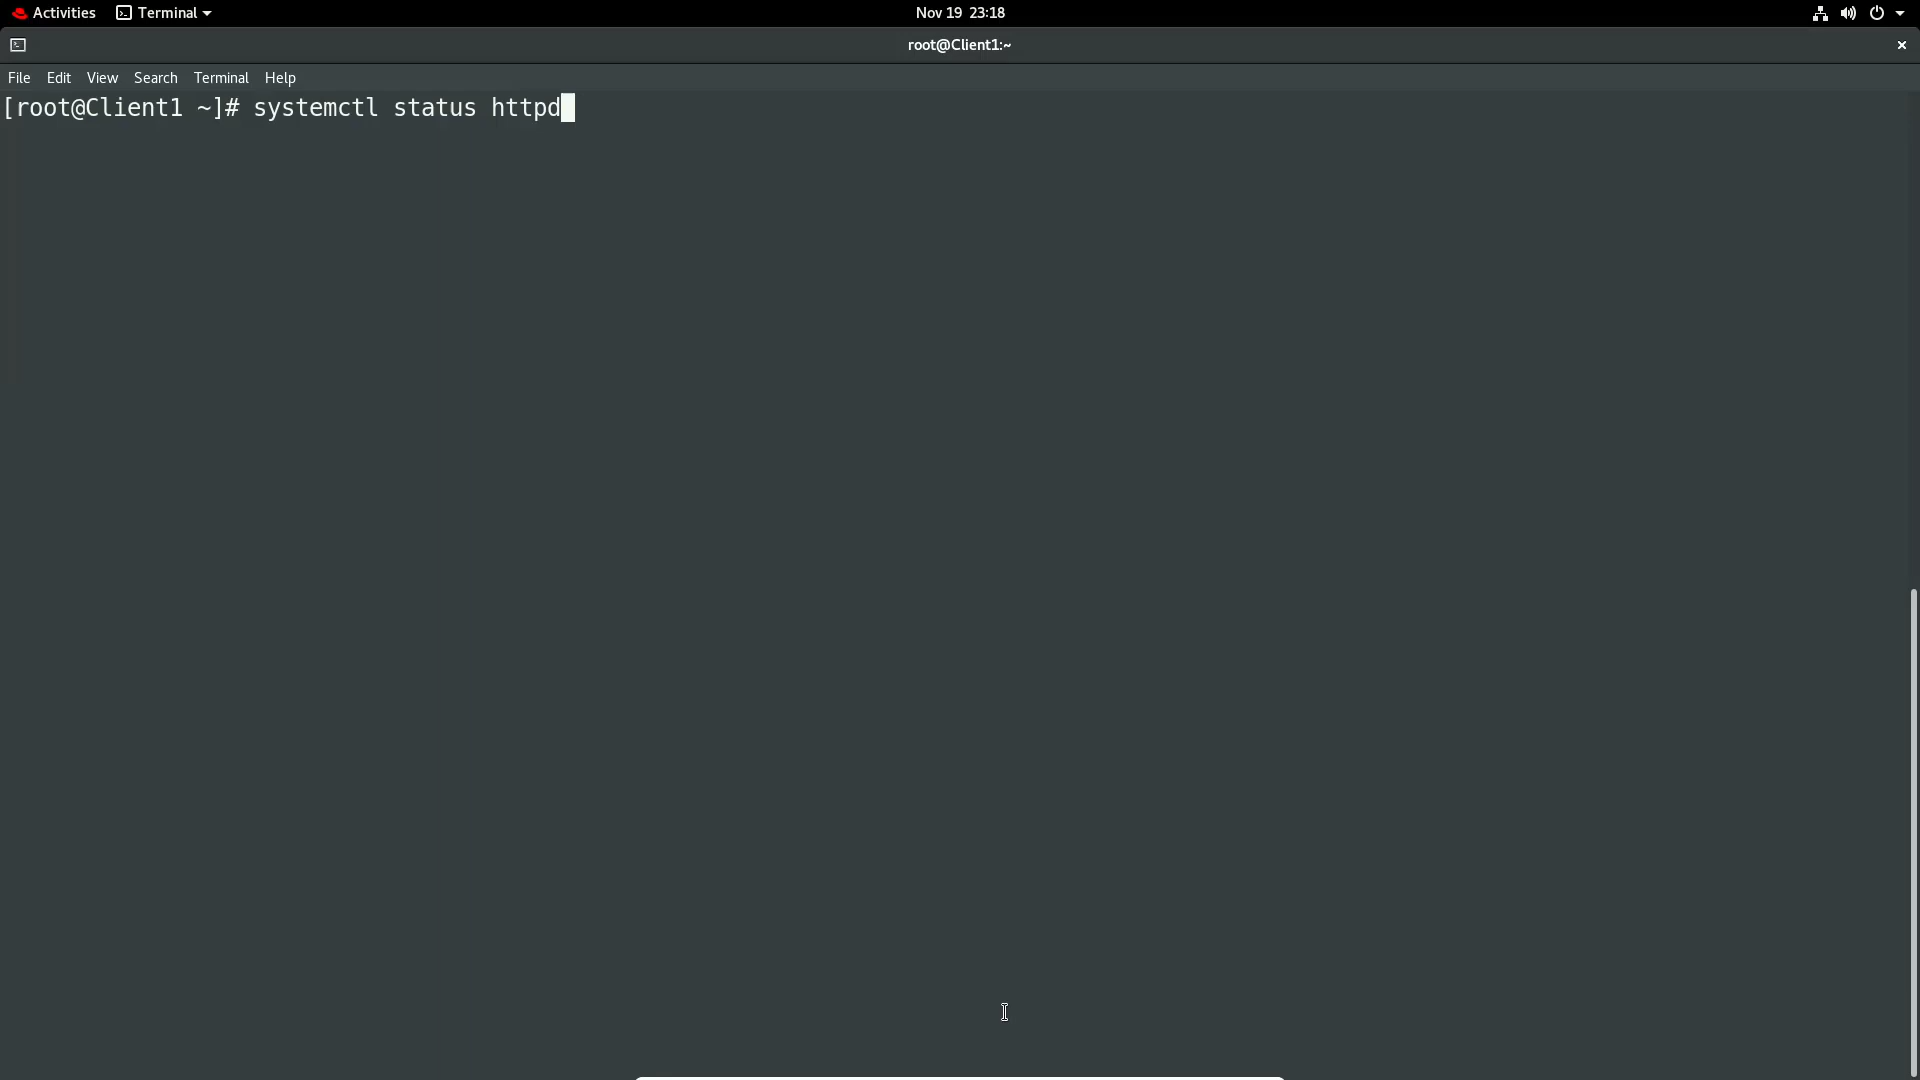 Activities Terminal Nov 19 23:18
root@Client1:~
File Edit View Search Terminal Help
[root@Client1 ~]# systemctl status httpd